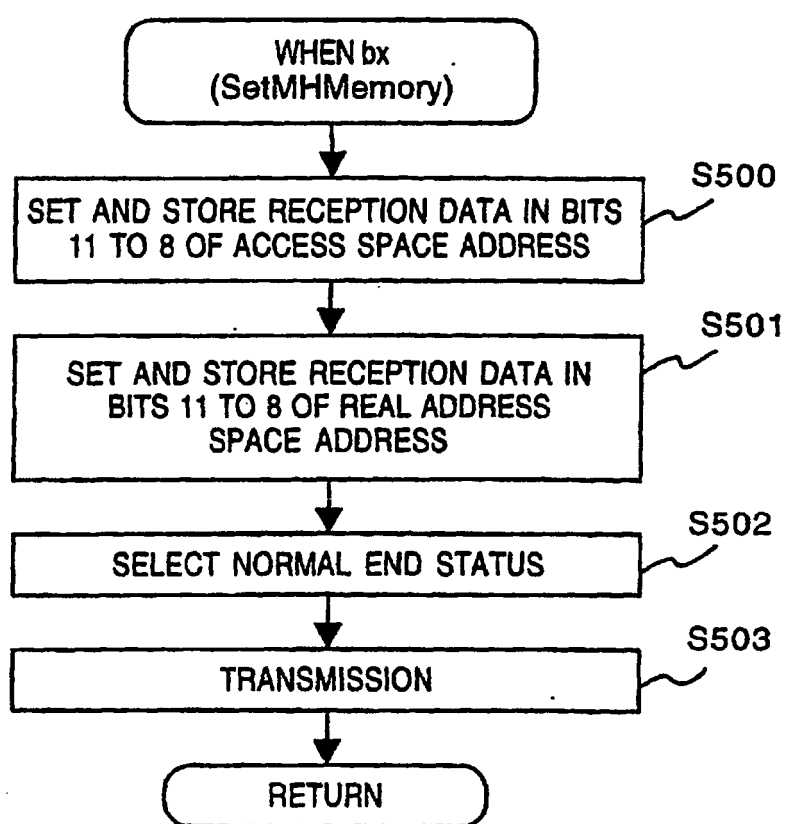 WHEN bx
(SetMHMemory)
S500
SET AND STORE RECEPTION DATA IN BITS
11 TO 8 OF ACCESS SPACE ADDRESS
S501
SET AND STORE RECEPTION DATA IN
BITS 11 TO 8 OF REAL ADDRESS
SPACE ADDRESS
S502
SELECT NORMAL END STATUS
S503
TRANSMISSION
RETURN